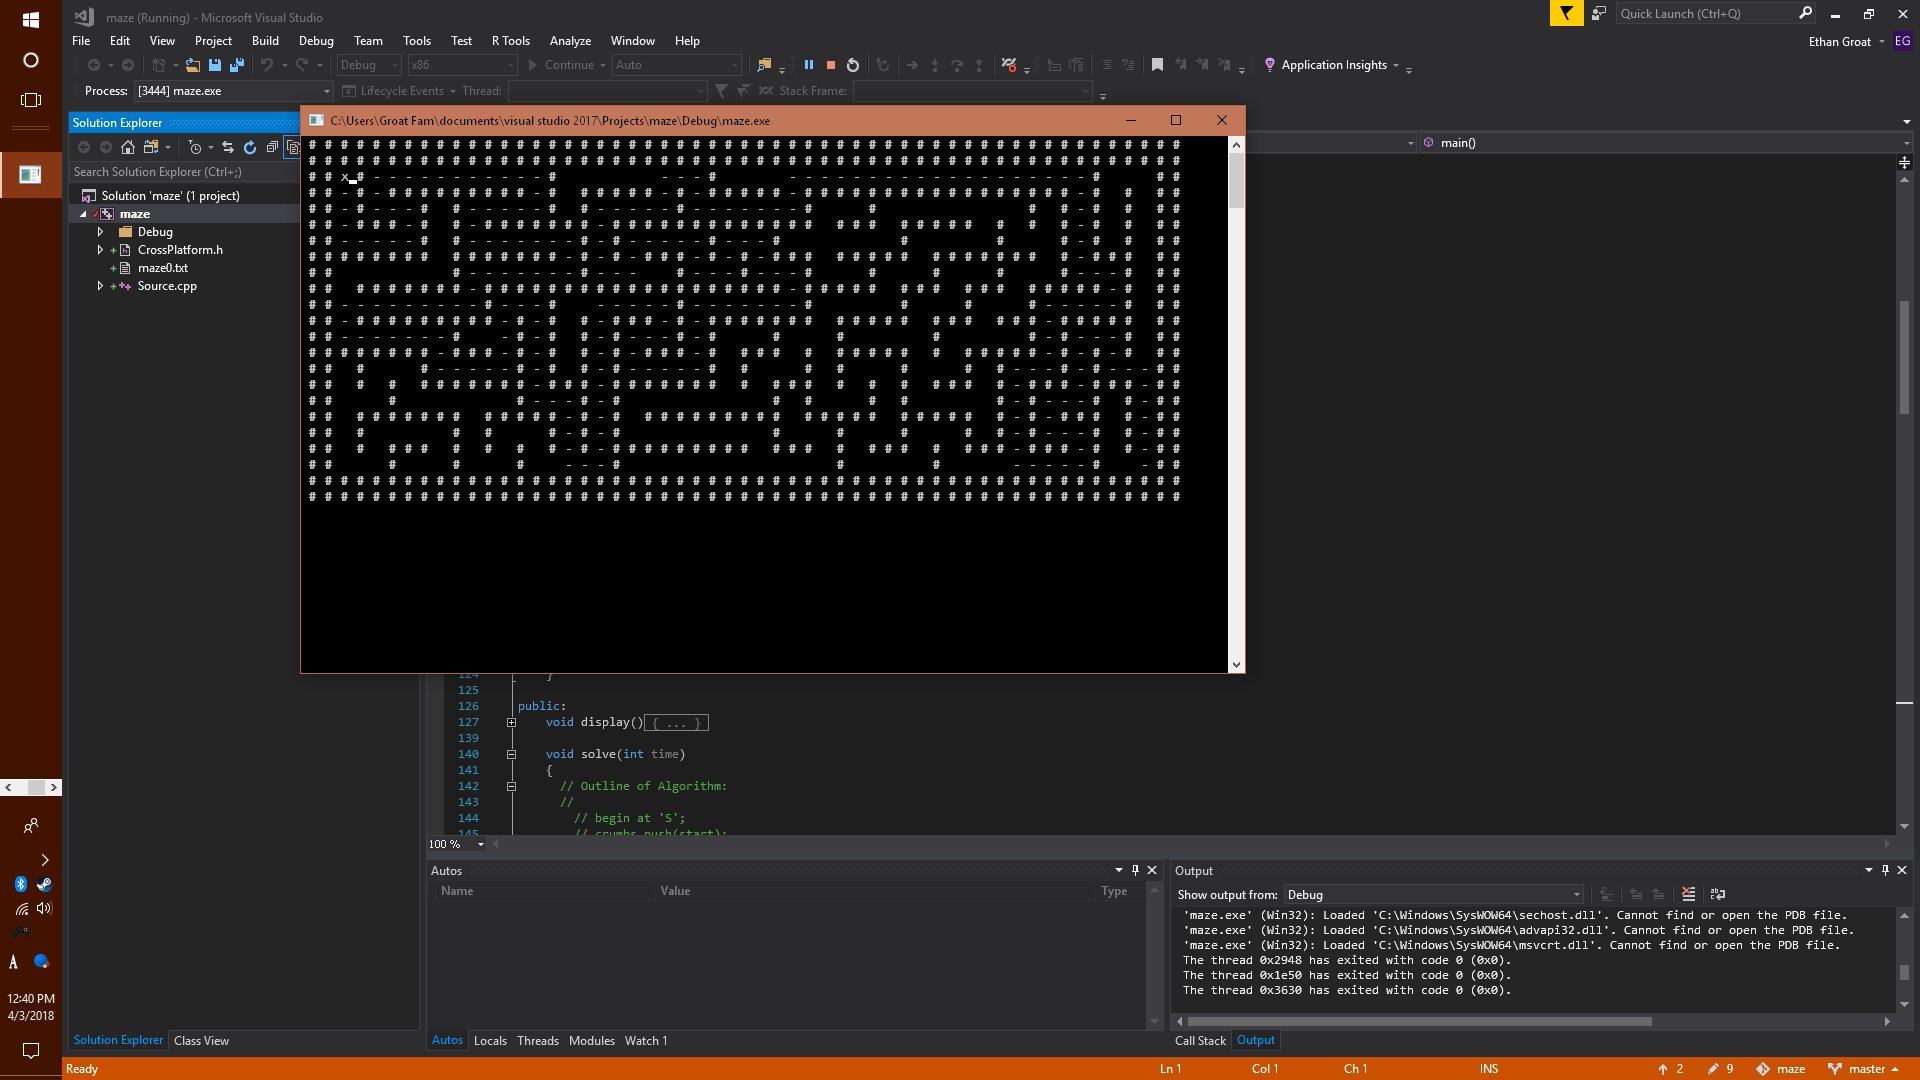 maze (Running) - Microsoft Visual Studio
Quick Launch (Ctrl+Q)
File Edit View Project Build Debug Team Tools Test R Tools Analyze Window Help
Ethan Groat EG
Debug x86 Continue Auto Application Insights
Process: [3444] maze.exe Lifecycle Events Thread: Stack Frame:
Solution Explorer
C:\Users\Groat Fam\documents\visual studio 2017\Projects\maze\Debug\maze.exe
main()
Search Solution Explorer (Ctrl+;)
Solution 'maze' (1 project)
maze
Debug
CrossPlatform.h
maze0.txt
Source.cpp
124 }
125
126 public:
127 void display(){ ... }
139
140 void solve(int time)
141 {
142 // Outline of Algorithm:
143 //
144 // begin at 'S';
145 // crumbs.push(start);
100 %
Autos
Name Value Type
Output
Show output from: Debug
'maze.exe' (Win32): Loaded 'C:\Windows\SysWOW64\sechost.dll'. Cannot find or open the PDB file.
'maze.exe' (Win32): Loaded 'C:\Windows\SysWOW64\advapi32.dll'. Cannot find or open the PDB file.
'maze.exe' (Win32): Loaded 'C:\Windows\SysWOW64\msvcrt.dll'. Cannot find or open the PDB file.
The thread 0x2948 has exited with code 0 (0x0).
The thread 0x1e50 has exited with code 0 (0x0).
The thread 0x3630 has exited with code 0 (0x0).
12:40 PM
4/3/2018
Solution Explorer Class View
Autos Locals Threads Modules Watch 1
Call Stack Output
Ready Ln 1 Col 1 Ch 1 INS 2 9 maze master